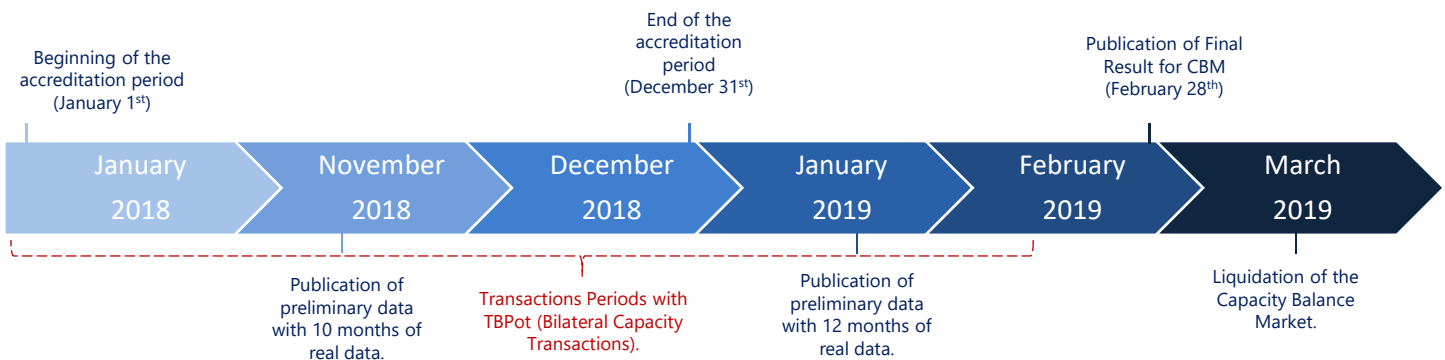 Beginning of the
accreditation period
(January 1st)
End of the
accreditation
period
(December 31st)
Publication of Final
Result for CBM
(February 28th)
January
2018
November
2018
December
2018
January
2019
February
2019
March
2019
Publication of
preliminary data
with 10 months of
real data.
Transactions Periods with
TBPot (Bilateral Capacity
Transactions).
Publication of
preliminary data
with 12 months of
real data.
Liquidation of the
Capacity Balance
Market.